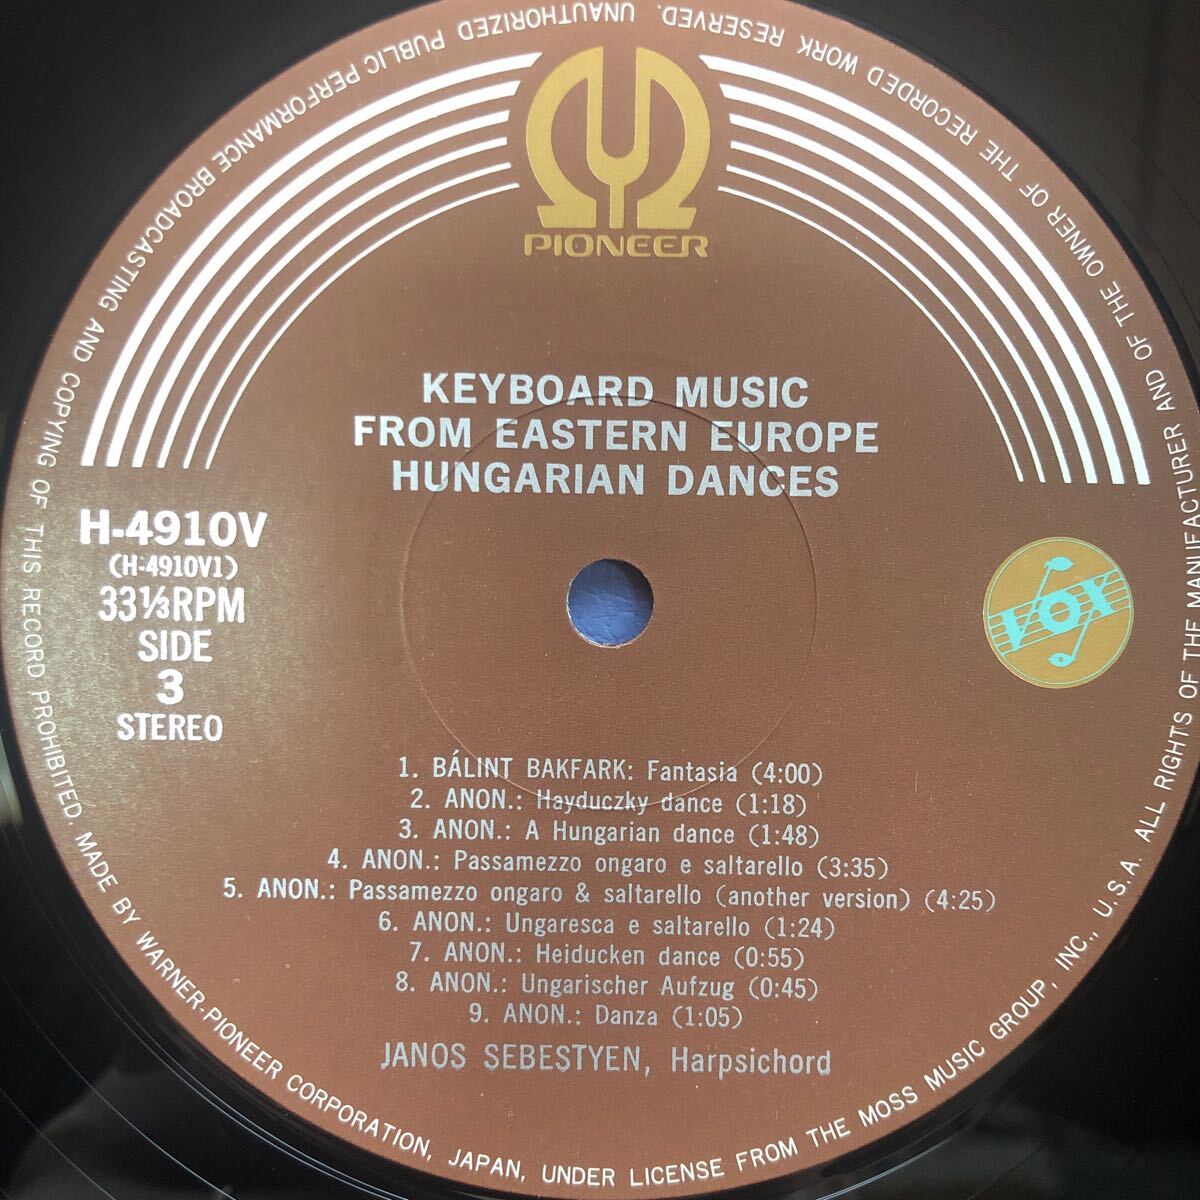 PIONEER
KEYBOARD MUSIC
FROM EASTERN EUROPE
HUNGARIAN DANCES
H-4910V
(H-4910V1)
33⅓RPM
SIDE
3
STEREO
VOX
1. BÁLINT BAKFARK: Fantasia (4:00)
2. ANON.: Hayduczky dance (1:18)
3. ANON.: A Hungarian dance (1:48)
4. ANON.: Passamezzo ongaro e saltarello (3:35)
5. ANON.: Passamezzo ongaro & saltarello (another version) (4:25)
6. ANON.: Ungaresca e saltarello (1:24)
7. ANON.: Heiducken dance (0:55)
8. ANON.: Ungarischer Aufzug (0:45)
9. ANON.: Danza (1:05)
JANOS SEBESTYEN, Harpsichord
MADE BY WARNER-PIONEER CORPORATION, JAPAN, UNDER LICENSE FROM THE MOSS MUSIC GROUP, INC., U.S.A. ALL RIGHTS OF THE MANUFACTURER AND OF THE OWNER OF THE RECORDED WORK RESERVED. UNAUTHORIZED PUBLIC PERFORMANCE BROADCASTING AND COPYING OF THIS RECORD PROHIBITED.